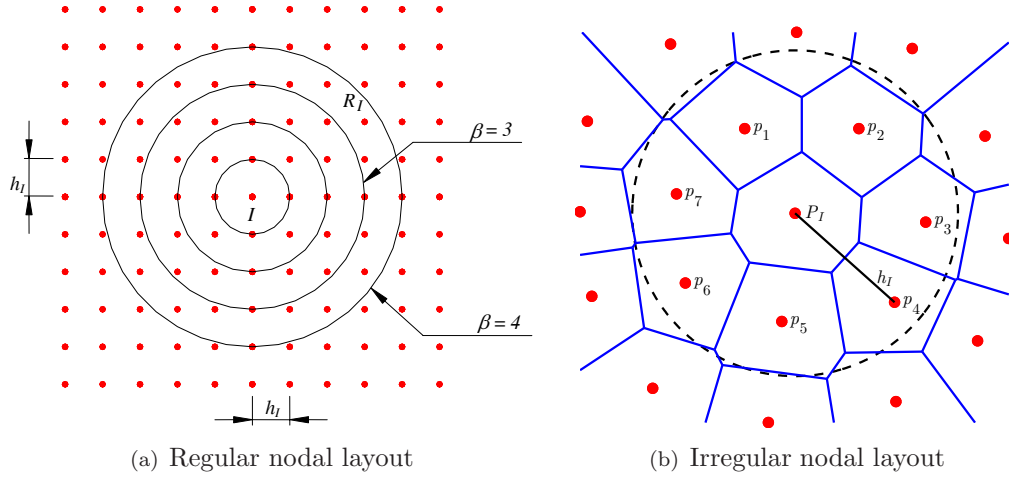 R_I
β=3
h_I
I
β=4
h_I
(a) Regular nodal layout
p_1
p_2
p_7
P_I
p_3
h_I
p_6
p_4
p_5
(b) Irregular nodal layout